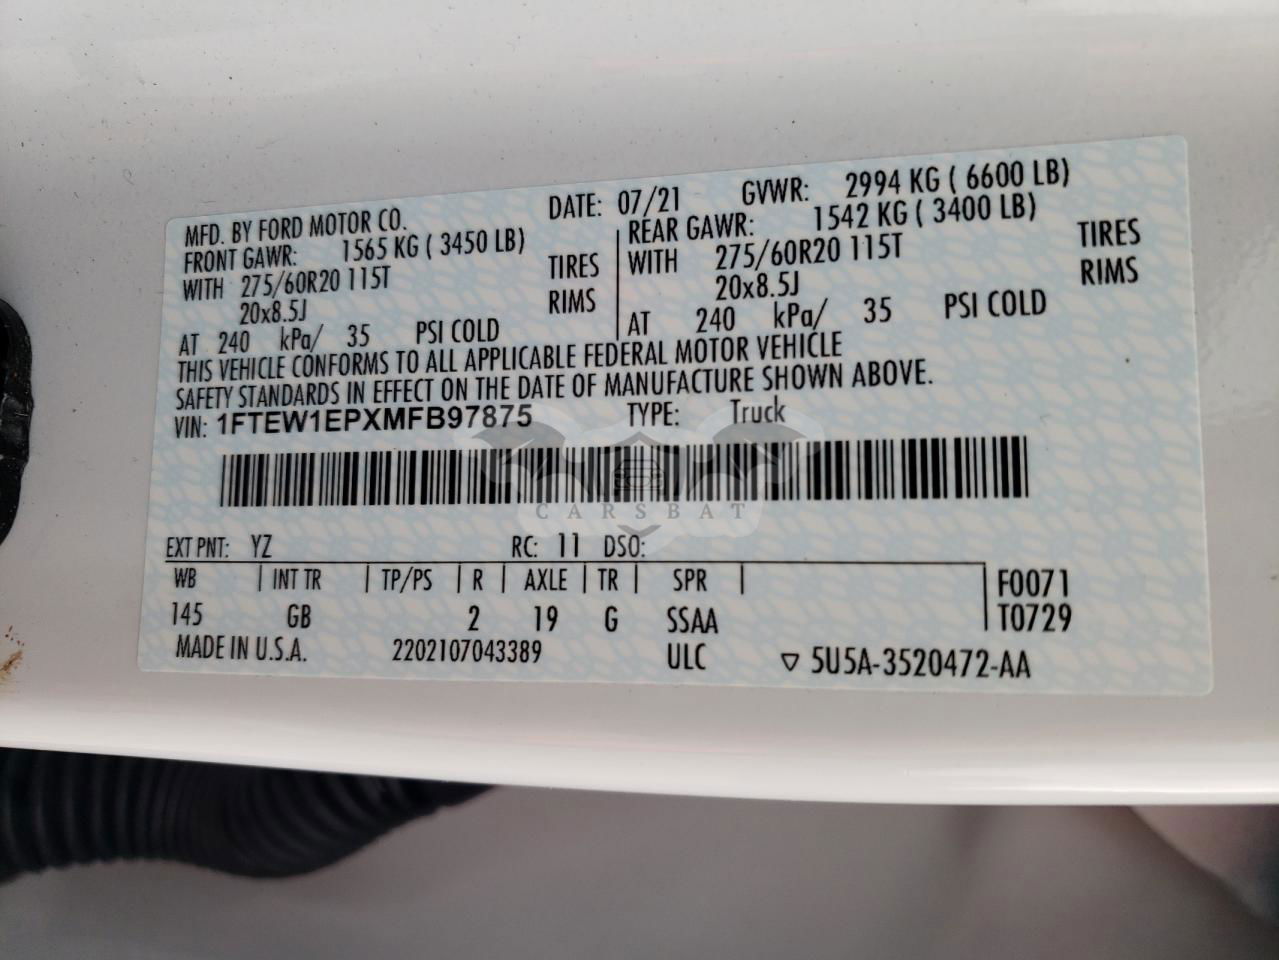 MFD. BY FORD MOTOR CO. DATE: 07/21 GVWR: 2994 KG ( 6600 LB)
FRONT GAWR: 1565 KG ( 3450 LB) REAR GAWR: 1542 KG ( 3400 LB)
WITH 275/60R20 115T TIRES WITH 275/60R20 115T TIRES
20x8.5J RIMS 20x8.5J RIMS
AT 240 kPa/ 35 PSI COLD AT 240 kPa/ 35 PSI COLD
THIS VEHICLE CONFORMS TO ALL APPLICABLE FEDERAL MOTOR VEHICLE
SAFETY STANDARDS IN EFFECT ON THE DATE OF MANUFACTURE SHOWN ABOVE.
VIN: 1FTEW1EPXMFB97875 TYPE: Truck
CARSBAT
EXT PNT: YZ RC: 11 DSO:
WB INT TR TP/PS R AXLE TR SPR F0071
145 GB 2 19 G SSAA T0729
MADE IN U.S.A. 2202107043389 ULC ▽ 5U5A-3520472-AA